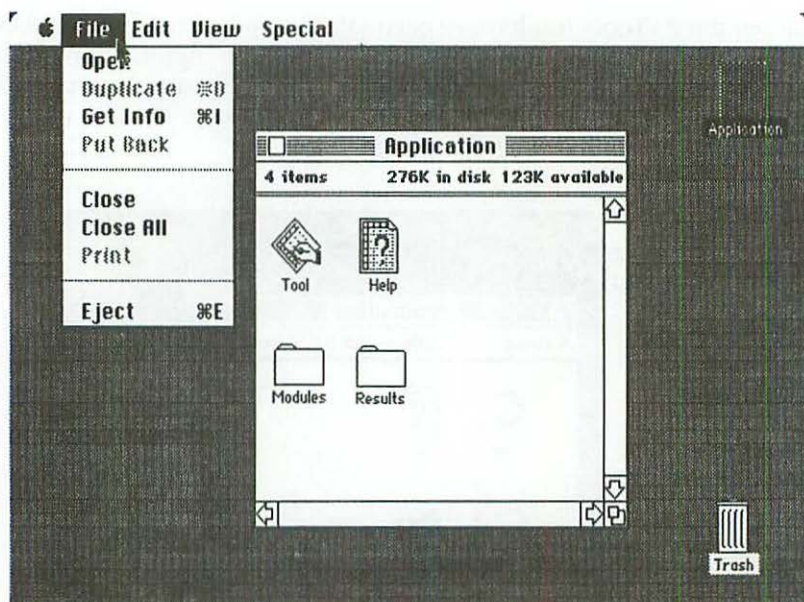 File Edit View Special
Open
Duplicate ⌘D
Get Info ⌘I
Put Back
Close
Close All
Print
Eject ⌘E
Application
Application
4 items 276K in disk 123K available
Tool Help
Modules Results
Trash